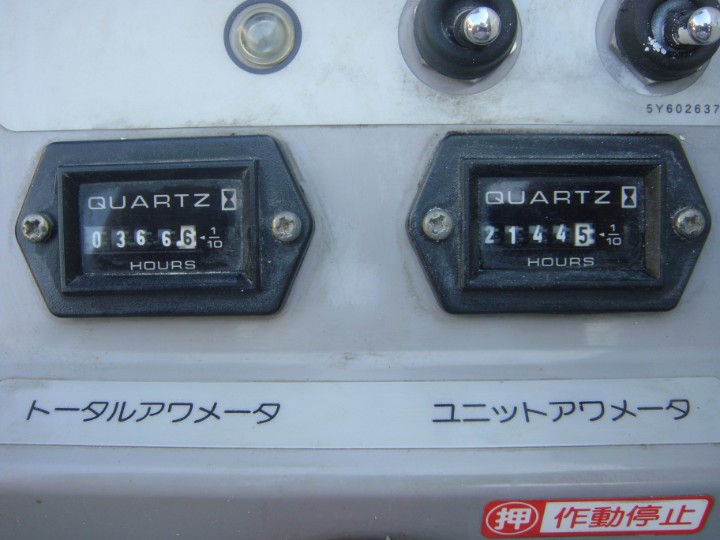 5Y602637
QUARTZ
03666 1/10
HOURS
QUARTZ
21445 1/10
HOURS
トータルアワメータ
ユニットアワメータ
押 作動停止